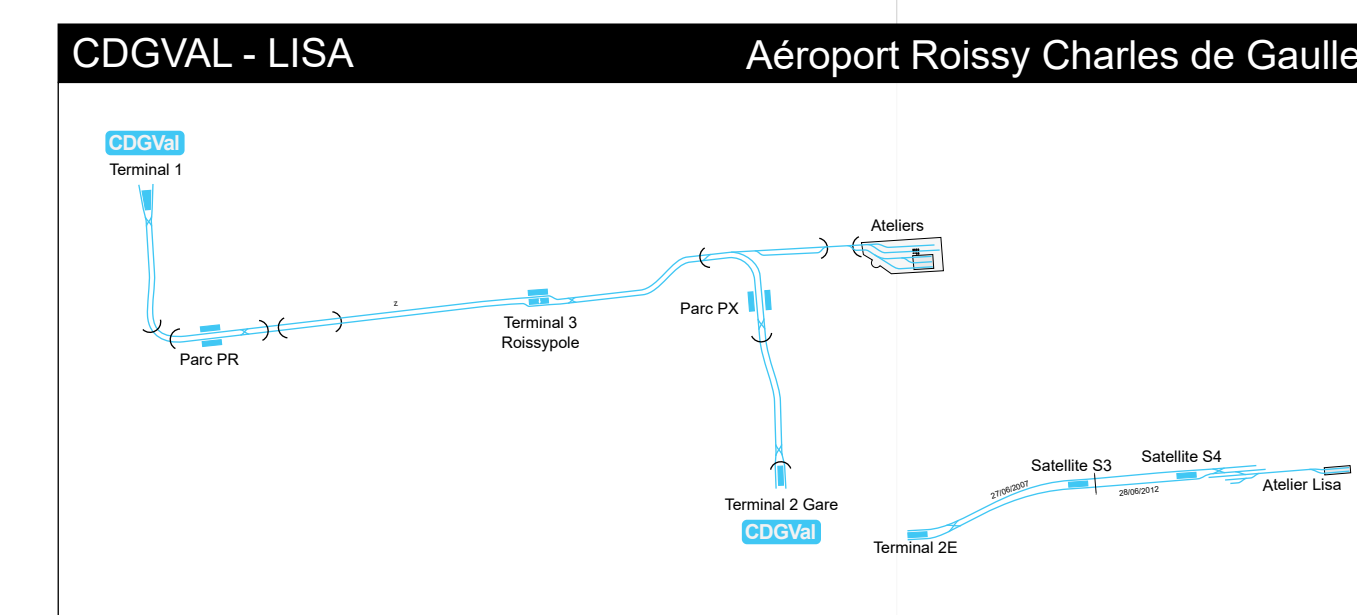 CDGVAL - LISA
Aéroport Roissy Charles de Gaulle
CDGVal
Terminal 1
Ateliers
z
Parc PX
Terminal 3
Roissypole
Parc PR
Satellite S4
Satellite S3
27/06/2007
28/06/2012
Atelier Lisa
Terminal 2 Gare
CDGVal
Terminal 2E